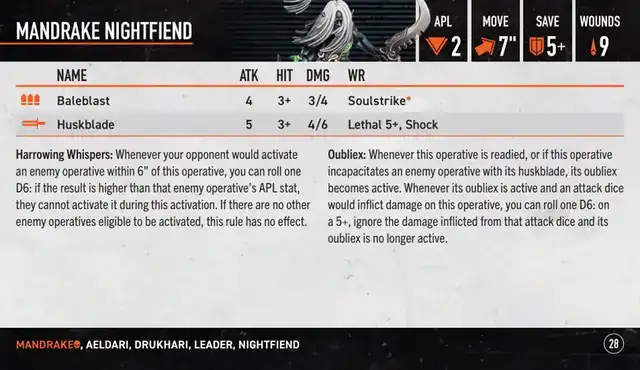 MANDRAKE NIGHTFIEND
APL MOVE SAVE WOUNDS
2 7" 5+ 9
NAME ATK HIT DMG WR
Baleblast 4 3+ 3/4 Soulstrike*
Huskblade 5 3+ 4/6 Lethal 5+, Shock
Harrowing Whispers: Whenever your opponent would activate
an enemy operative within 6" of this operative, you can roll one
D6: if the result is higher than that enemy operative's APL stat,
they cannot activate it during this activation. If there are no other
enemy operatives eligible to be activated, this rule has no effect.
Oubliex: Whenever this operative is readied, or if this operative
incapacitates an enemy operative with its huskblade, its oubliex
becomes active. Whenever its oubliex is active and an attack dice
would inflict damage on this operative, you can roll one D6: on
a 5+, ignore the damage inflicted from that attack dice and its
oubliex is no longer active.
MANDRAKE, AELDARI, DRUKHARI, LEADER, NIGHTFIEND
28